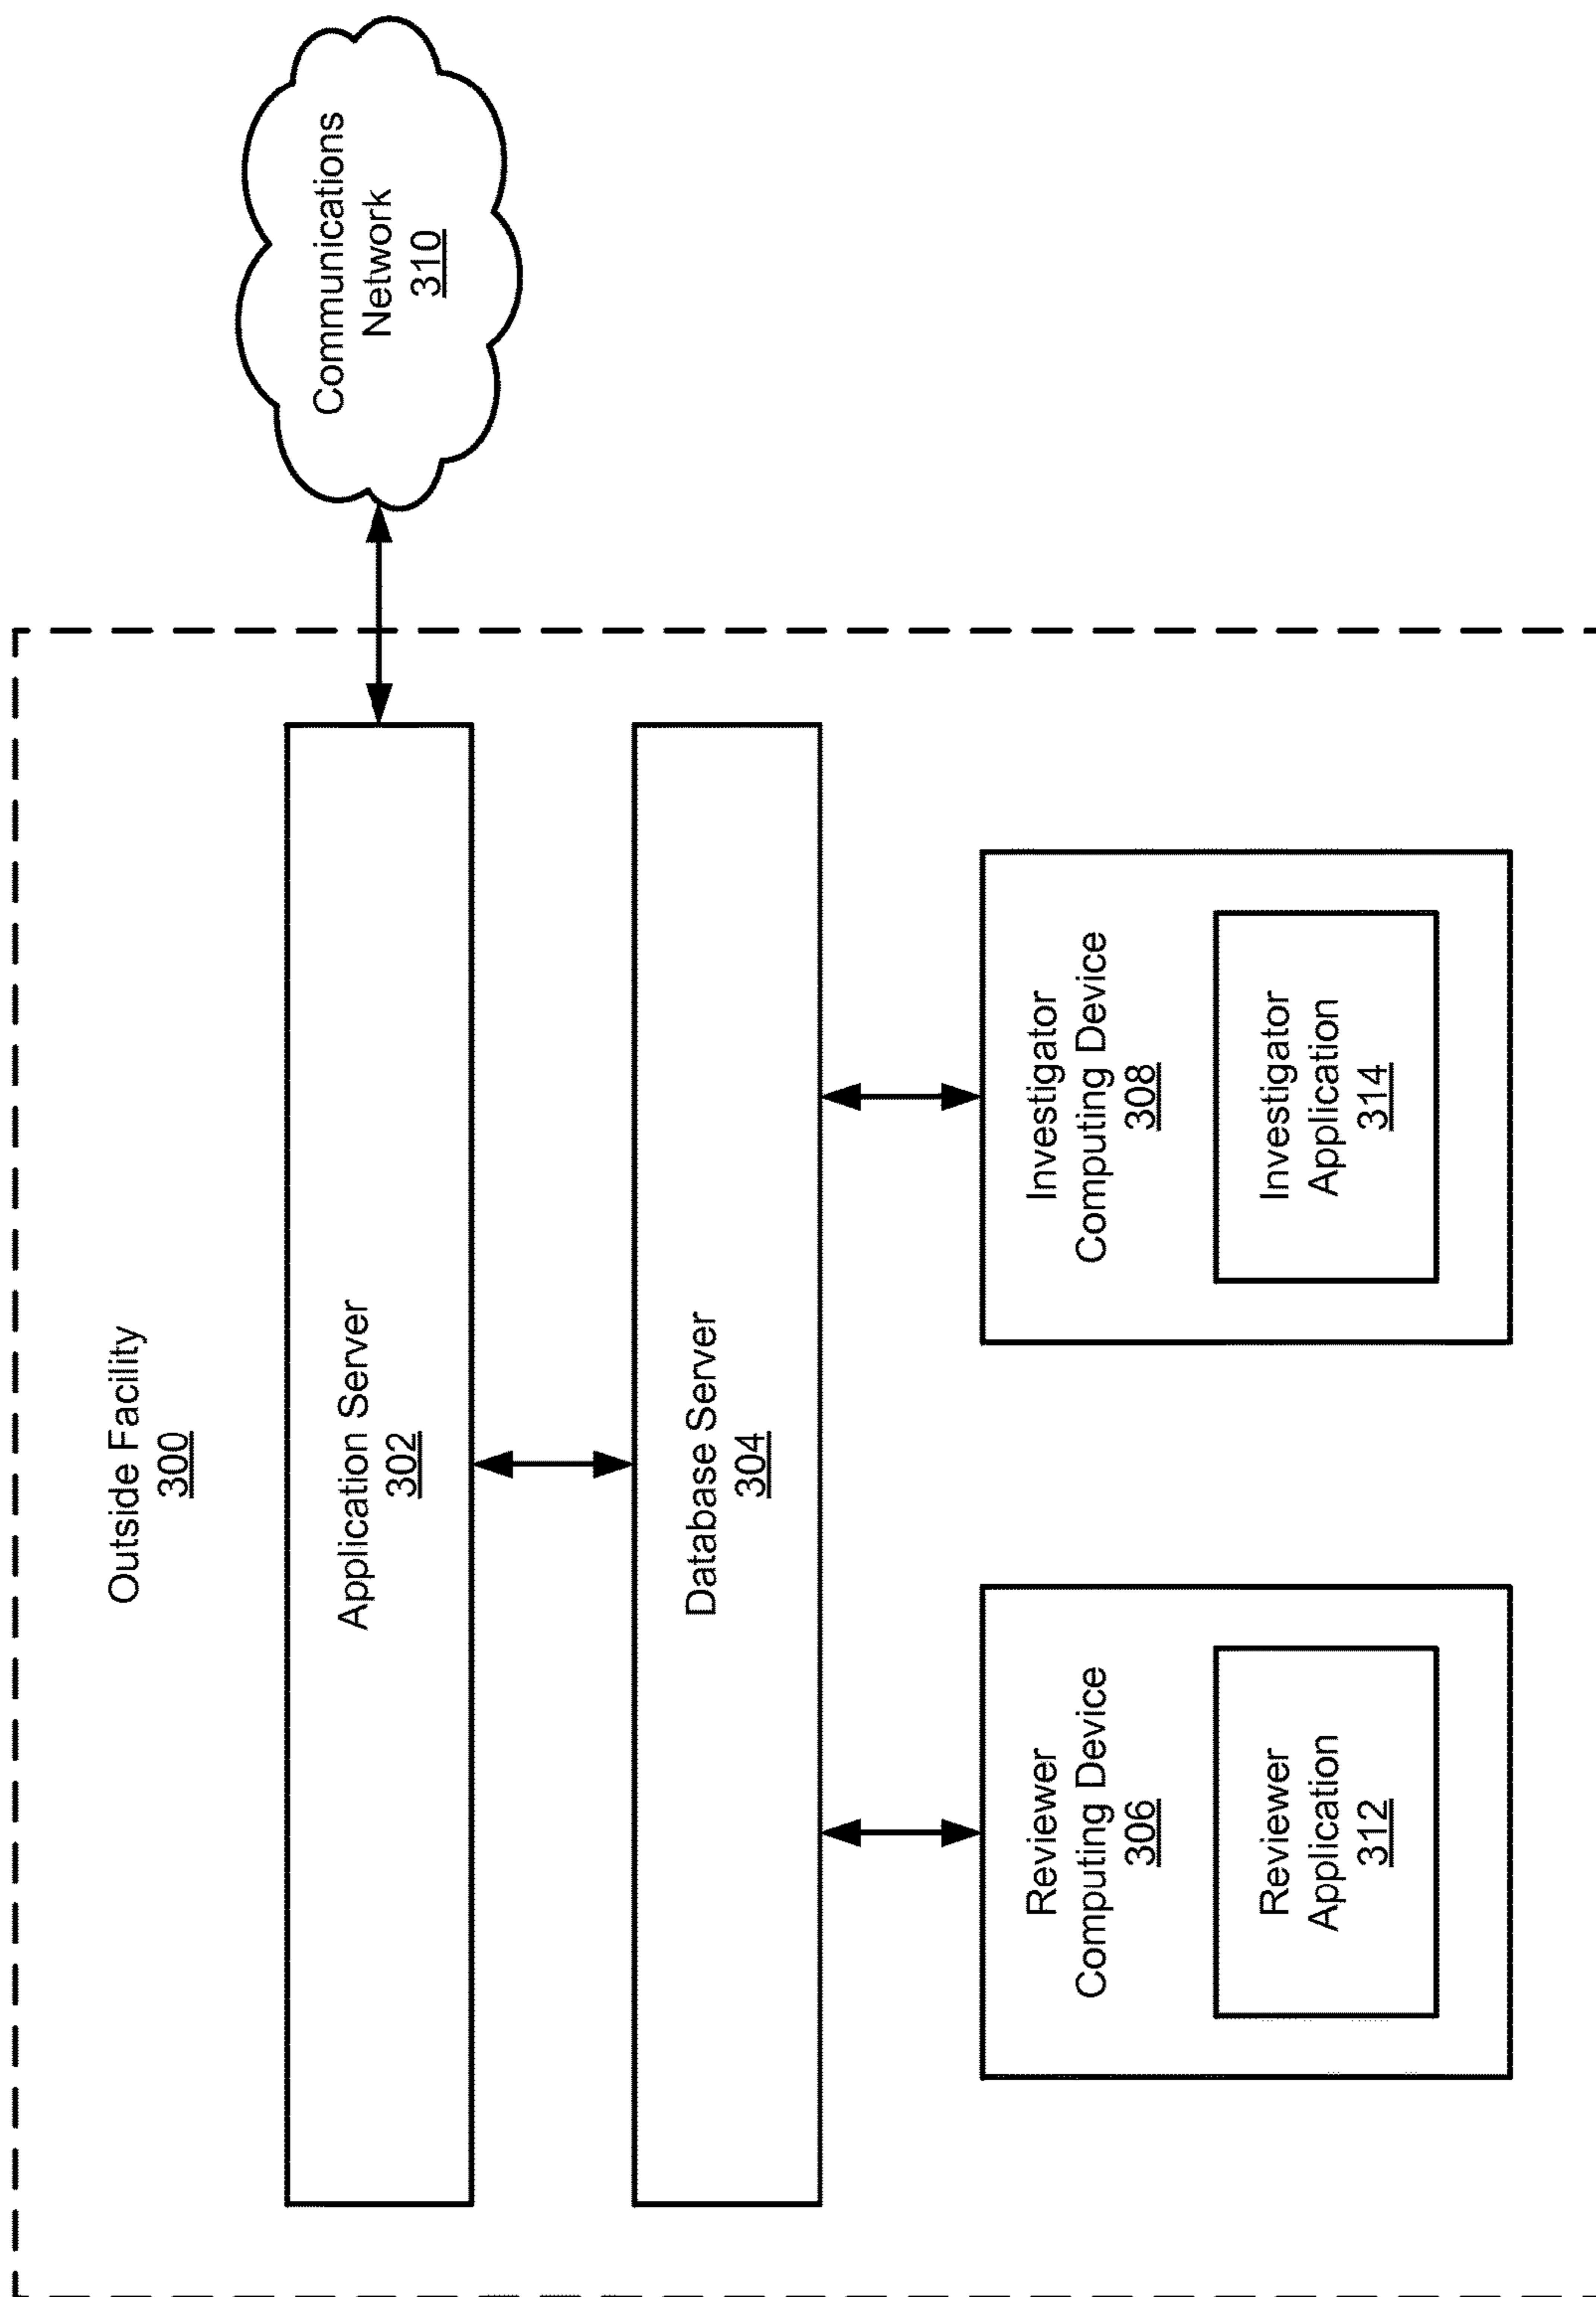 Outside Facility
300
Application Server
302
Database Server
304
Reviewer
Computing Device
306
Reviewer
Application
312
Investigator
Computing Device
308
Investigator
Application
314
Communications
Network
310